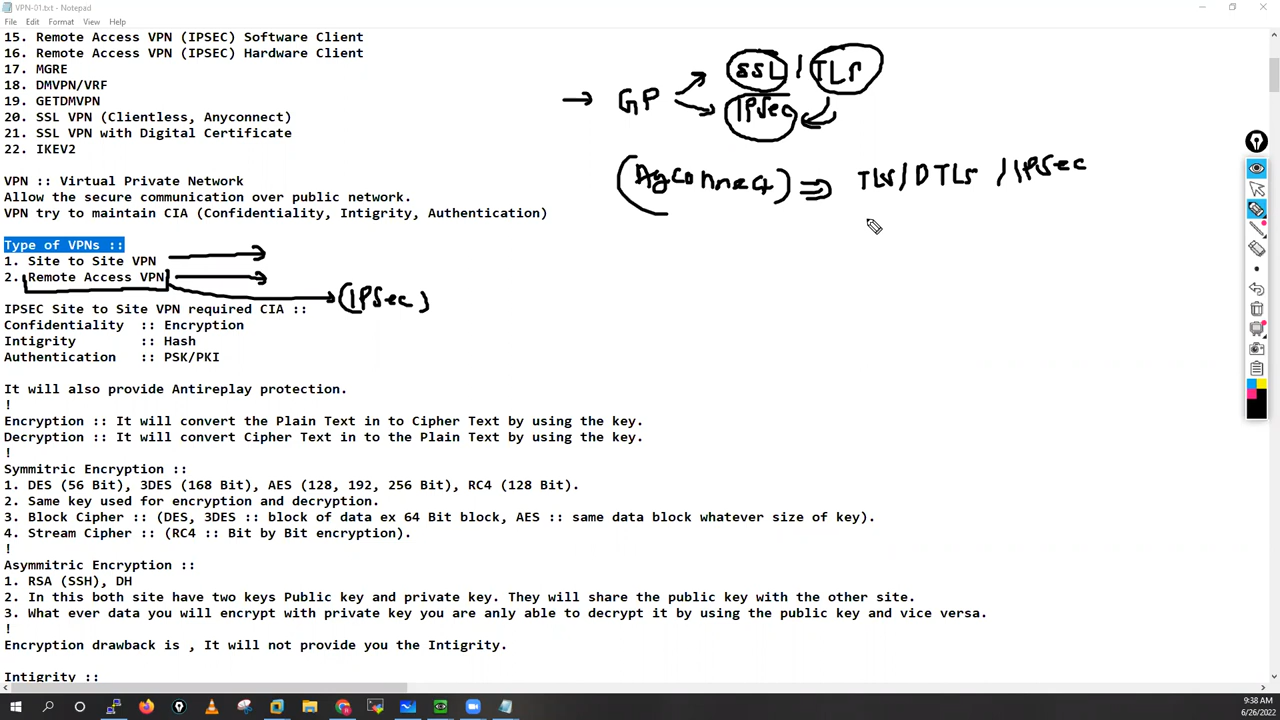 VPN-01.txt - Notepad
File Edit Format View Help
15. Remote Access VPN (IPSEC) Software Client
16. Remote Access VPN (IPSEC) Hardware Client
17. MGRE
18. DMVPN/VRF
19. GETDMVPN
20. SSL VPN (Clientless, Anyconnect)
21. SSL VPN with Digital Certificate
22. IKEV2
SSL / TLS
GP
IPSec
(AyConnect) ⇒ TLS/DTLS /IPSec
VPN :: Virtual Private Network
Allow the secure communication over public network.
VPN try to maintain CIA (Confidentiality, Intigrity, Authentication)
Type of VPNs ::
1. Site to Site VPN
2. Remote Access VPN
(IPSec)
IPSEC Site to Site VPN required CIA ::
Confidentiality :: Encryption
Intigrity :: Hash
Authentication :: PSK/PKI
It will also provide Antireplay protection.
!
Encryption :: It will convert the Plain Text in to Cipher Text by using the key.
Decryption :: It will convert Cipher Text in to the Plain Text by using the key.
!
Symmitric Encryption ::
1. DES (56 Bit), 3DES (168 Bit), AES (128, 192, 256 Bit), RC4 (128 Bit).
2. Same key used for encryption and decryption.
3. Block Cipher :: (DES, 3DES :: block of data ex 64 Bit block, AES :: same data block whatever size of key).
4. Stream Cipher :: (RC4 :: Bit by Bit encryption).
!
Asymmitric Encryption ::
1. RSA (SSH), DH
2. In this both site have two keys Public key and private key. They will share the public key with the other site.
3. What ever data you will encrypt with private key you are anly able to decrypt it by using the public key and vice versa.
!
Encryption drawback is , It will not provide you the Intigrity.
Intigrity ::
9:38 AM
6/26/2022